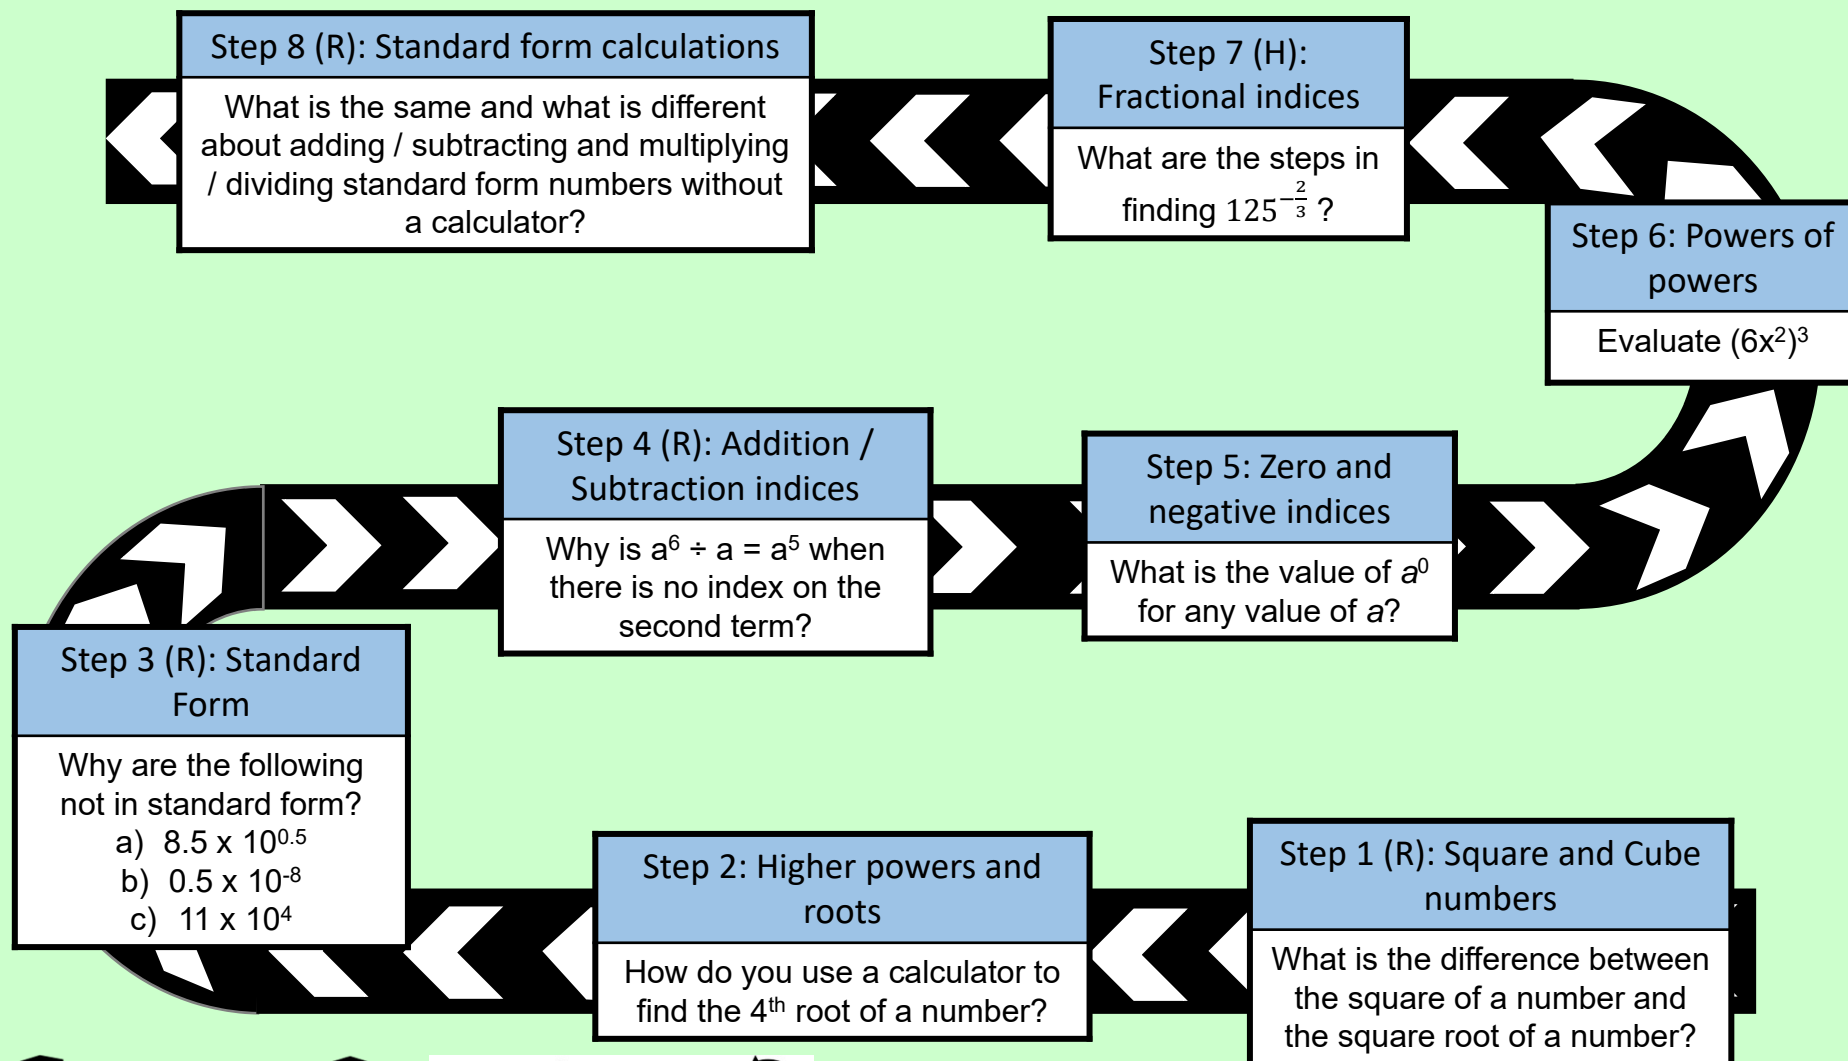 Step 8 (R): Standard form calculations
What is the same and what is different
about adding / subtracting and multiplying
/ dividing standard form numbers without
a calculator?
Step 7 (H):
Fractional indices
What are the steps in
finding 125^{-\frac{2}{3}} ?
Step 6: Powers of
powers
Evaluate (6x²)³
Step 4 (R): Addition /
Subtraction indices
Why is a⁶ ÷ a = a⁵ when
there is no index on the
second term?
Step 5: Zero and
negative indices
What is the value of a⁰
for any value of a?
Step 3 (R): Standard
Form
Why are the following
not in standard form?
a) 8.5 x 10^{0.5}
b) 0.5 x 10⁻⁸
c) 11 x 10⁴
Step 2: Higher powers and
roots
How do you use a calculator to
find the 4th root of a number?
Step 1 (R): Square and Cube
numbers
What is the difference between
the square of a number and
the square root of a number?